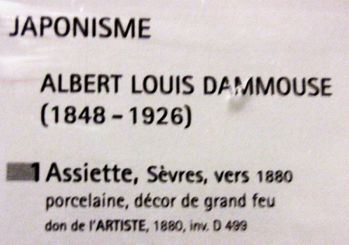 JAPONISME
ALBERT LOUIS DAMMOUSE
(1848 – 1926)
1 Assiette, Sèvres, vers 1880
porcelaine, décor de grand feu
don de l'ARTISTE, 1880, inv. D 499